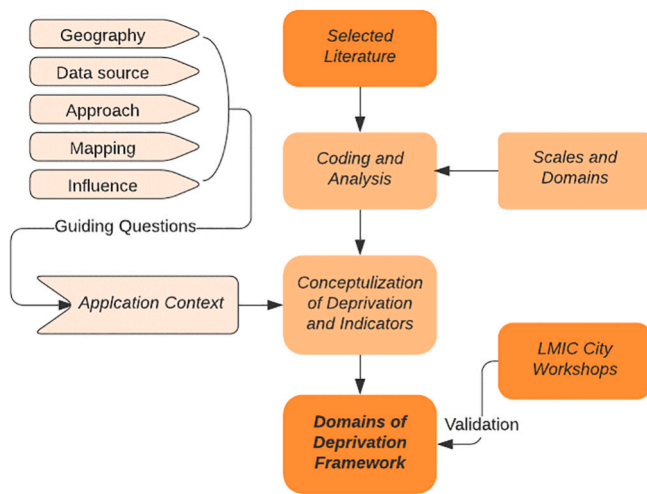 Geography
Data source
Approach
Mapping
Influence
Guiding Questions
Applcation Context
Selected
Literature
Coding and
Analysis
Scales and
Domains
Conceptulization
of Deprivation
and Indicators
LMIC City
Workshops
Validation
Domains of
Deprivation
Framework